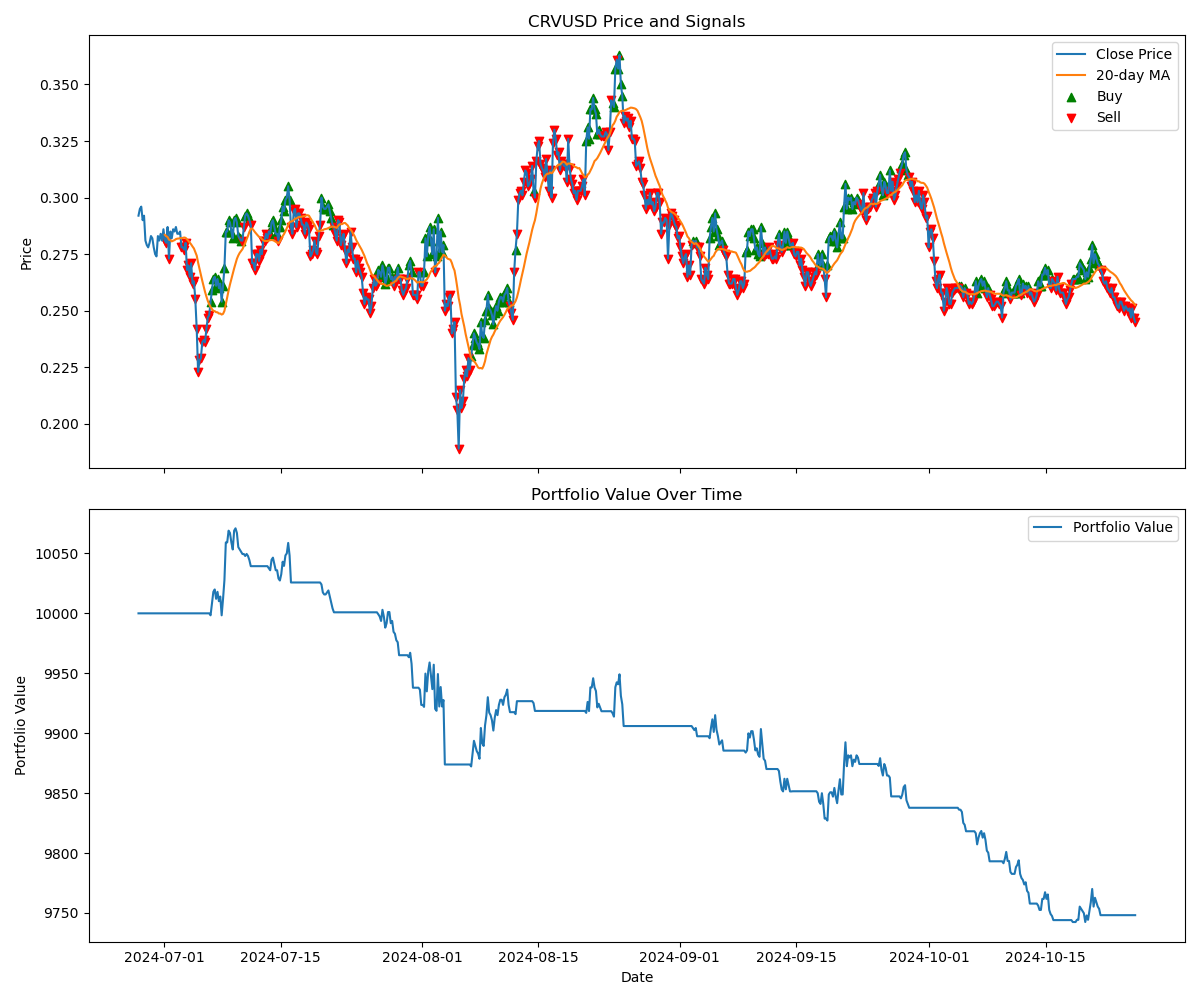 CRVUSD Price and Signals
Price
0.350
0.325
0.300
0.275
0.250
0.225
0.200
Close Price
20-day MA
Buy
Sell
Portfolio Value Over Time
Portfolio Value
10050
10000
9950
9900
9850
9800
9750
Portfolio Value
2024-07-01 2024-07-15 2024-08-01 2024-08-15 2024-09-01 2024-09-15 2024-10-01 2024-10-15
Date